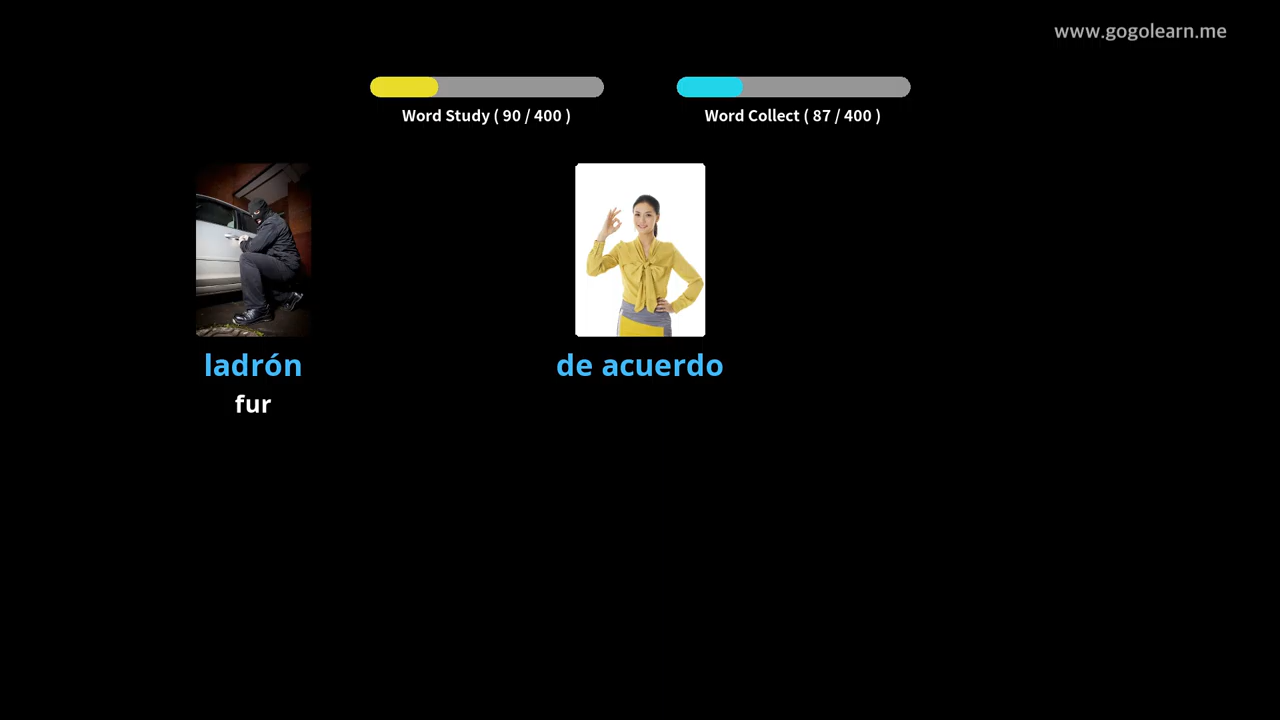 www.gogolearn.me
Word Study ( 90 / 400 )
Word Collect ( 87 / 400 )
ladrón
fur
de acuerdo